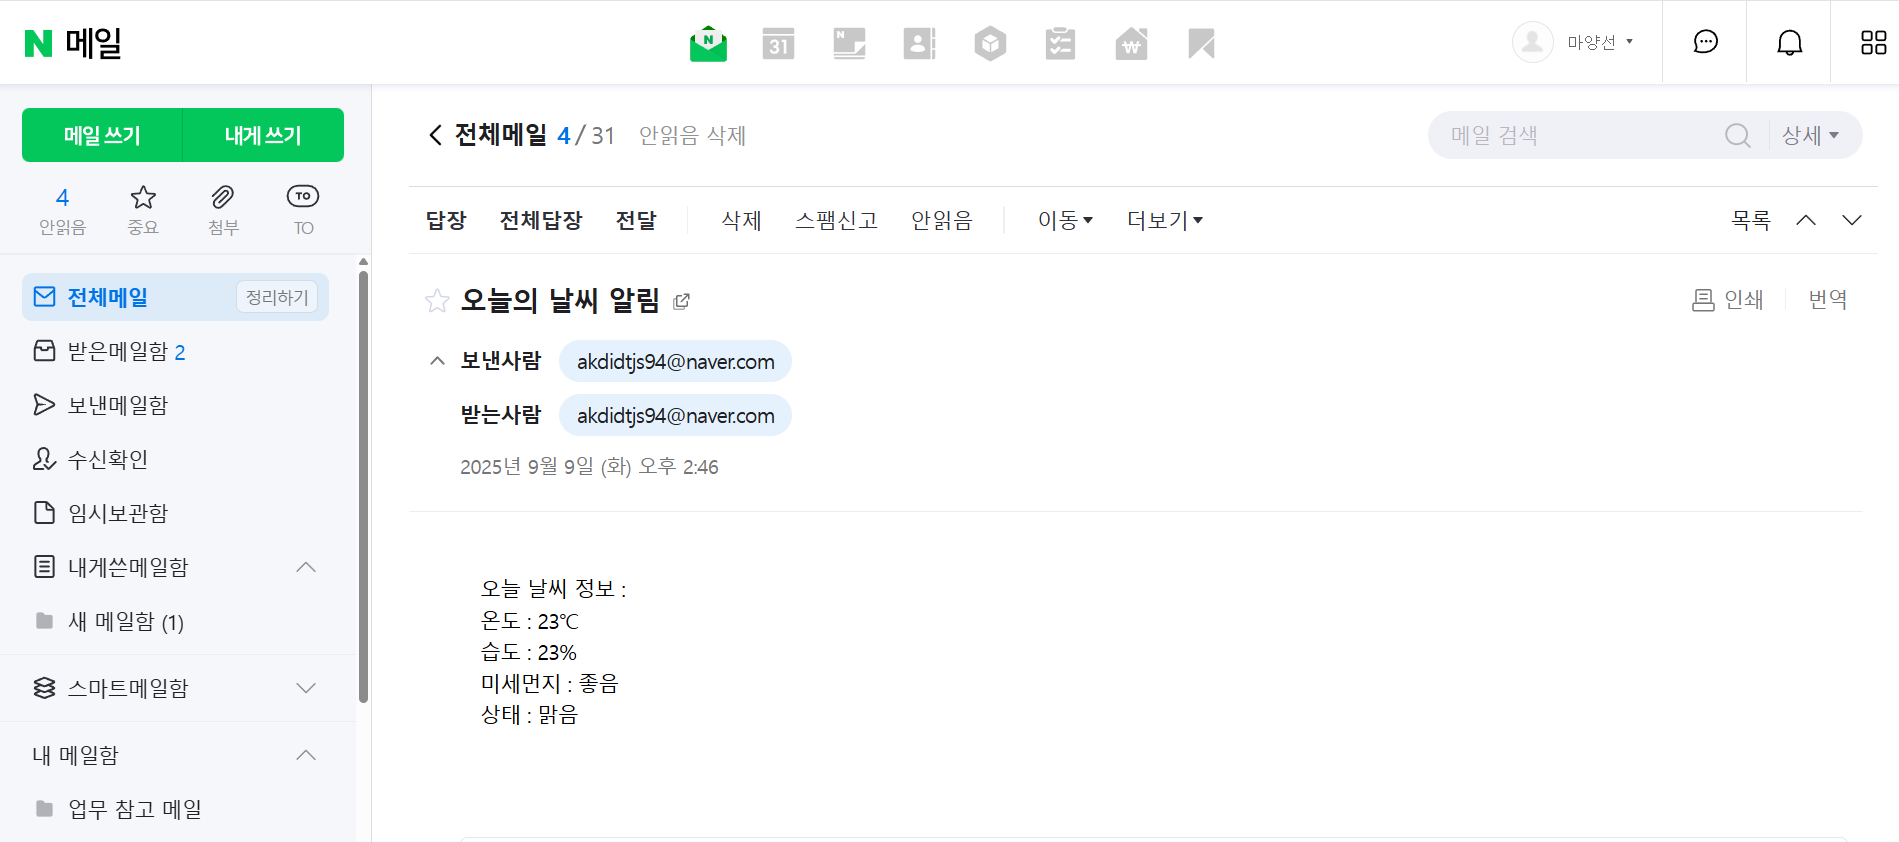 N 메일
N
31
N
₩
마양선
메일 쓰기
내게 쓰기
4
안읽음
중요
첨부
TO
TO
전체메일
정리하기
받은메일함 2
보낸메일함
수신확인
임시보관함
내게쓴메일함
새 메일함 (1)
스마트메일함
내 메일함
업무 참고 메일
전체메일 4 / 31 안읽음 삭제
메일 검색
상세
답장 전체답장 전달 삭제 스팸신고 안읽음 이동 더보기 목록
오늘의 날씨 알림
인쇄 번역
보낸사람 akdidtjs94@naver.com
받는사람 akdidtjs94@naver.com
2025년 9월 9일 (화) 오후 2:46
오늘 날씨 정보 :
온도 : 23℃
습도 : 23%
미세먼지 : 좋음
상태 : 맑음